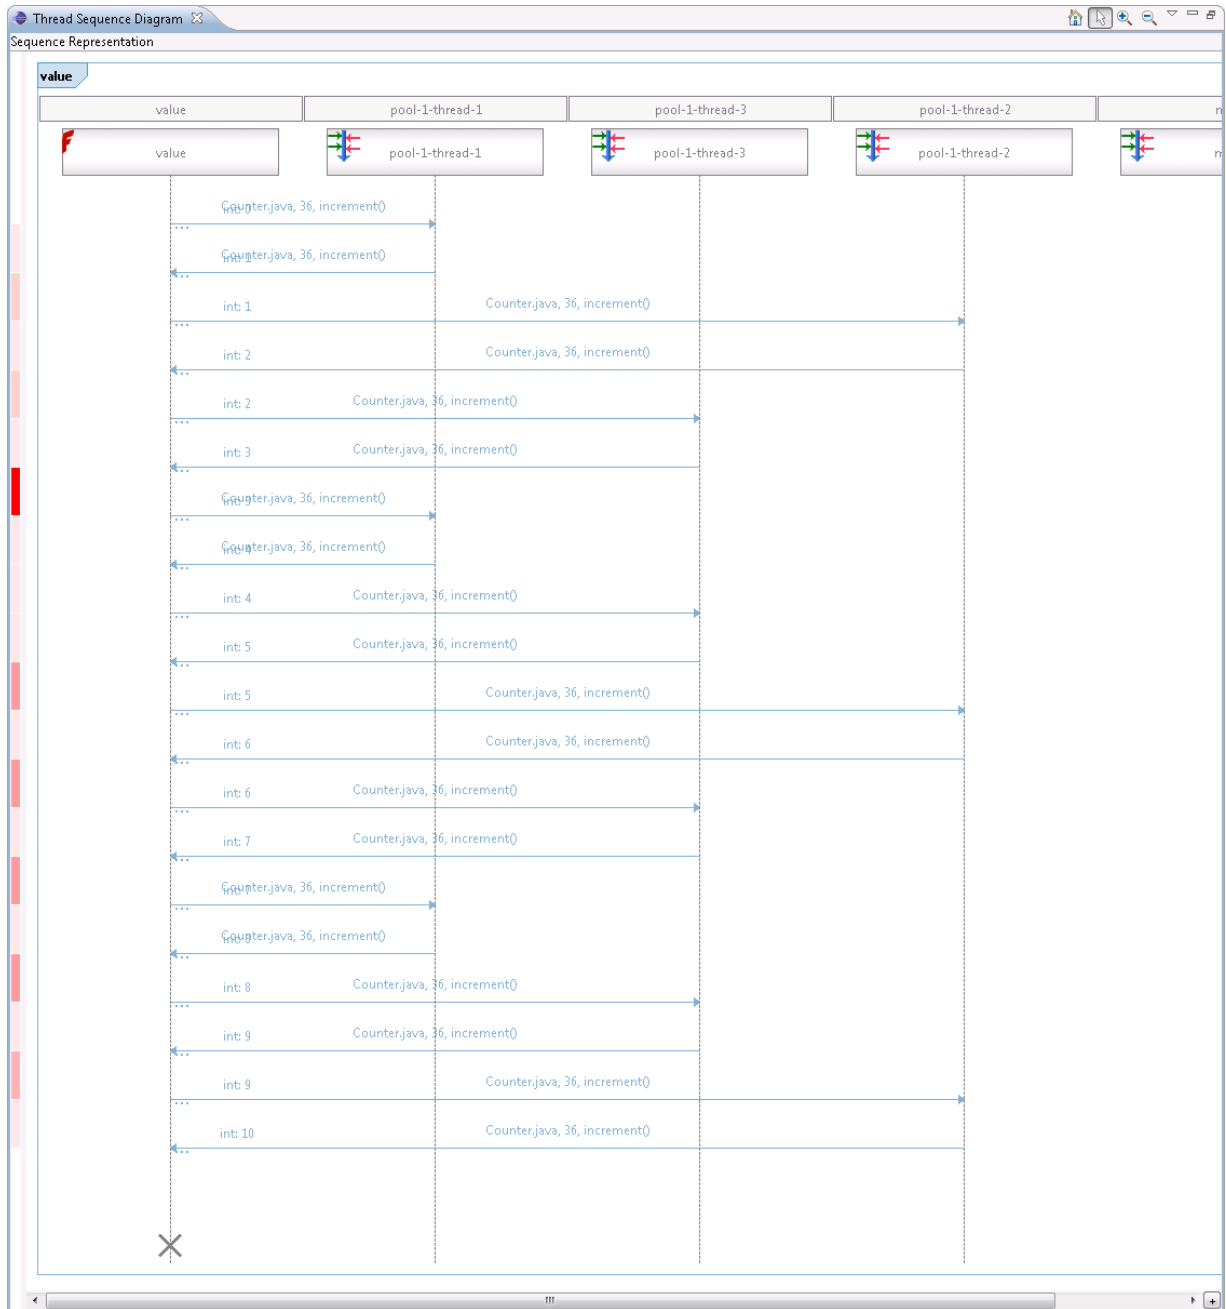 Thread Sequence Diagram
Sequence Representation
value
value pool-1-thread-1 pool-1-thread-3 pool-1-thread-2
value pool-1-thread-1 pool-1-thread-3 pool-1-thread-2
Counter.java, 36, increment()
...
Counter.java, 36, increment()
...
int: 1 Counter.java, 36, increment()
...
int: 2 Counter.java, 36, increment()
...
int: 2 Counter.java, 36, increment()
...
int: 3 Counter.java, 36, increment()
...
Counter.java, 36, increment()
...
Counter.java, 36, increment()
...
int: 4 Counter.java, 36, increment()
...
int: 5 Counter.java, 36, increment()
...
int: 5 Counter.java, 36, increment()
...
int: 6 Counter.java, 36, increment()
...
int: 6 Counter.java, 36, increment()
...
int: 7 Counter.java, 36, increment()
...
Counter.java, 36, increment()
...
Counter.java, 36, increment()
...
int: 8 Counter.java, 36, increment()
...
int: 9 Counter.java, 36, increment()
...
int: 9 Counter.java, 36, increment()
...
int: 10 Counter.java, 36, increment()
...